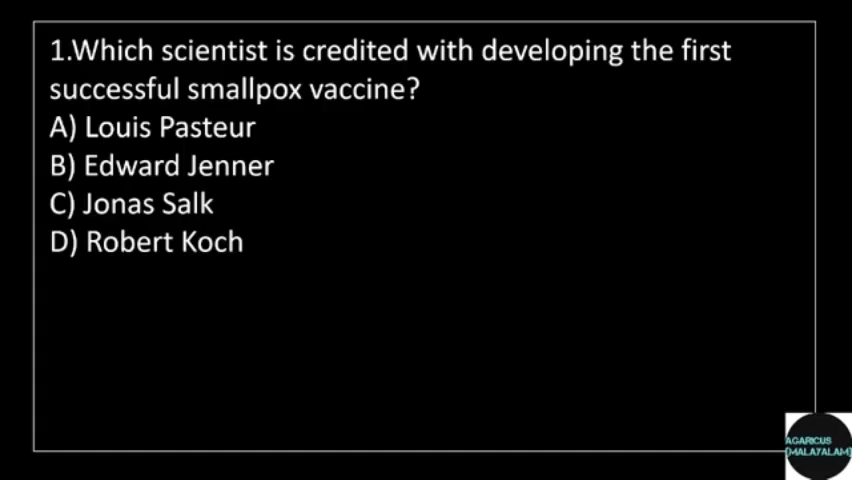 1.Which scientist is credited with developing the first
successful smallpox vaccine?
A) Louis Pasteur
B) Edward Jenner
C) Jonas Salk
D) Robert Koch
AGARICUS
(MALAYALAM)